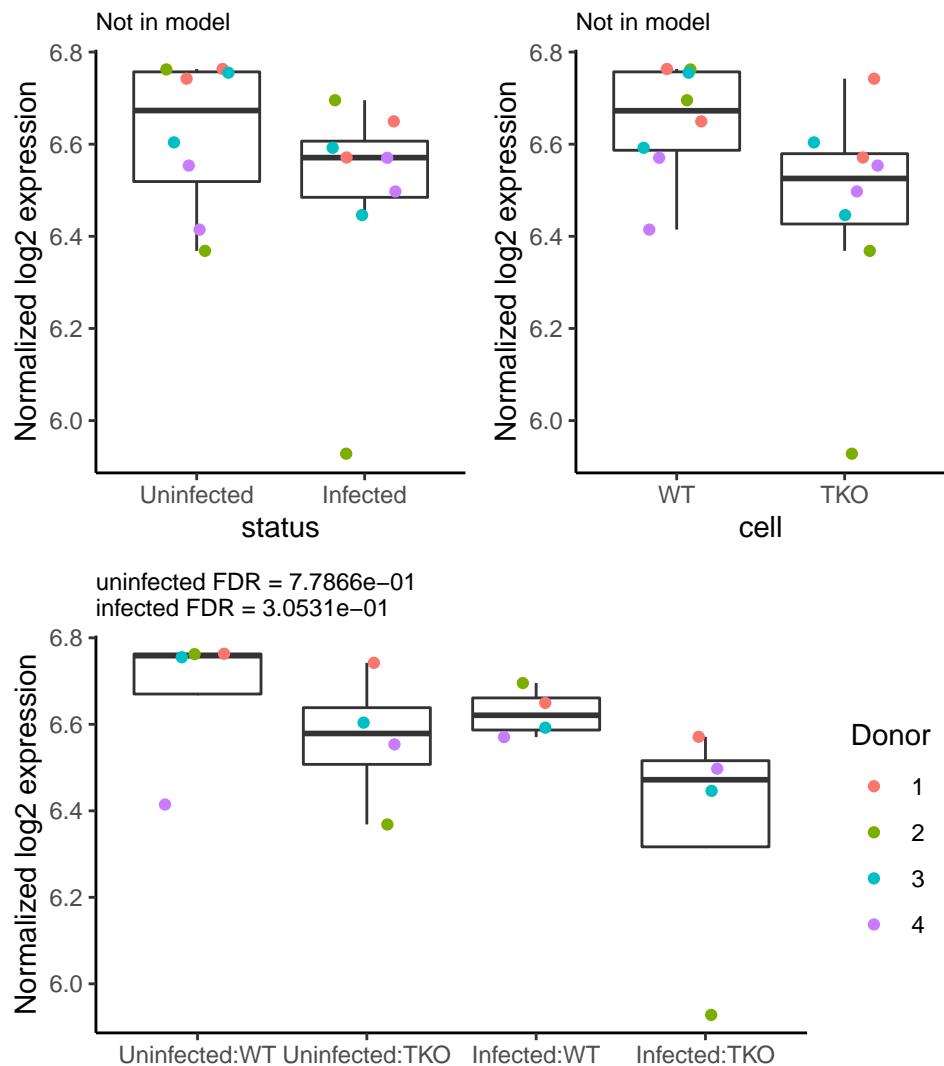 Not in model
Normalized log2 expression
6.8
6.6
6.4
6.2
6.0
Uninfected Infected
status
Not in model
Normalized log2 expression
6.8
6.6
6.4
6.2
6.0
WT TKO
cell
uninfected FDR = 7.7866e−01
infected FDR = 3.0531e−01
Normalized log2 expression
6.8
6.6
6.4
6.2
6.0
Uninfected:WT Uninfected:TKO Infected:WT Infected:TKO
Donor
1
2
3
4